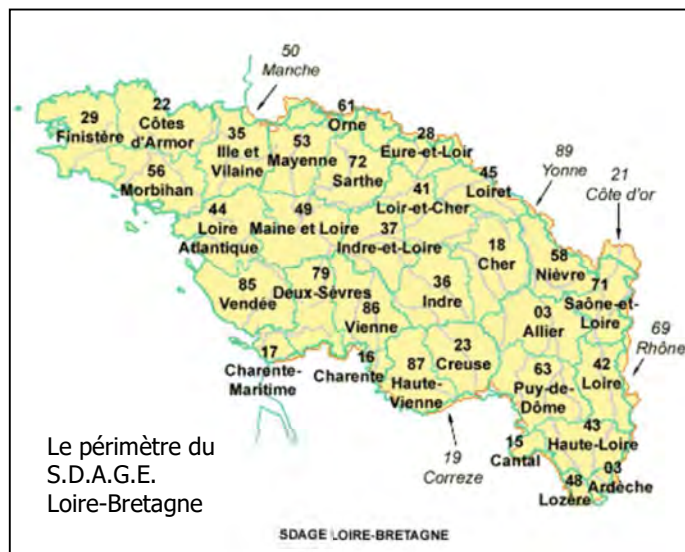 50
Manche
61
Orne
22
Côtes
d'Armor
29
Finistère
35
Ille et
Vilaine
53
Mayenne
28
Eure-et-Loir
89
Yonne
21
Côte d'or
72
Sarthe
45
Loiret
56
Morbihan
41
Loir-et-Cher
44
Loire
Atlantique
49
Maine et Loire
37
Indre-et-Loire
18
Cher
58
Nièvre
71
Saône-et-
Loire
85
Vendée
79
Deux-Sèvres
86
Vienne
36
Indre
03
Allier
69
Rhône
17
Charente-
Maritime
16
Charente
87
Haute-
Vienne
23
Creuse
63
Puy-de-
Dôme
42
Loire
43
Haute-Loire
15
Cantal
19
Correze
48
Lozère
03
Ardèche
Le périmètre du
S.D.A.G.E.
Loire-Bretagne
SDAGE LOIRE-BRETAGNE